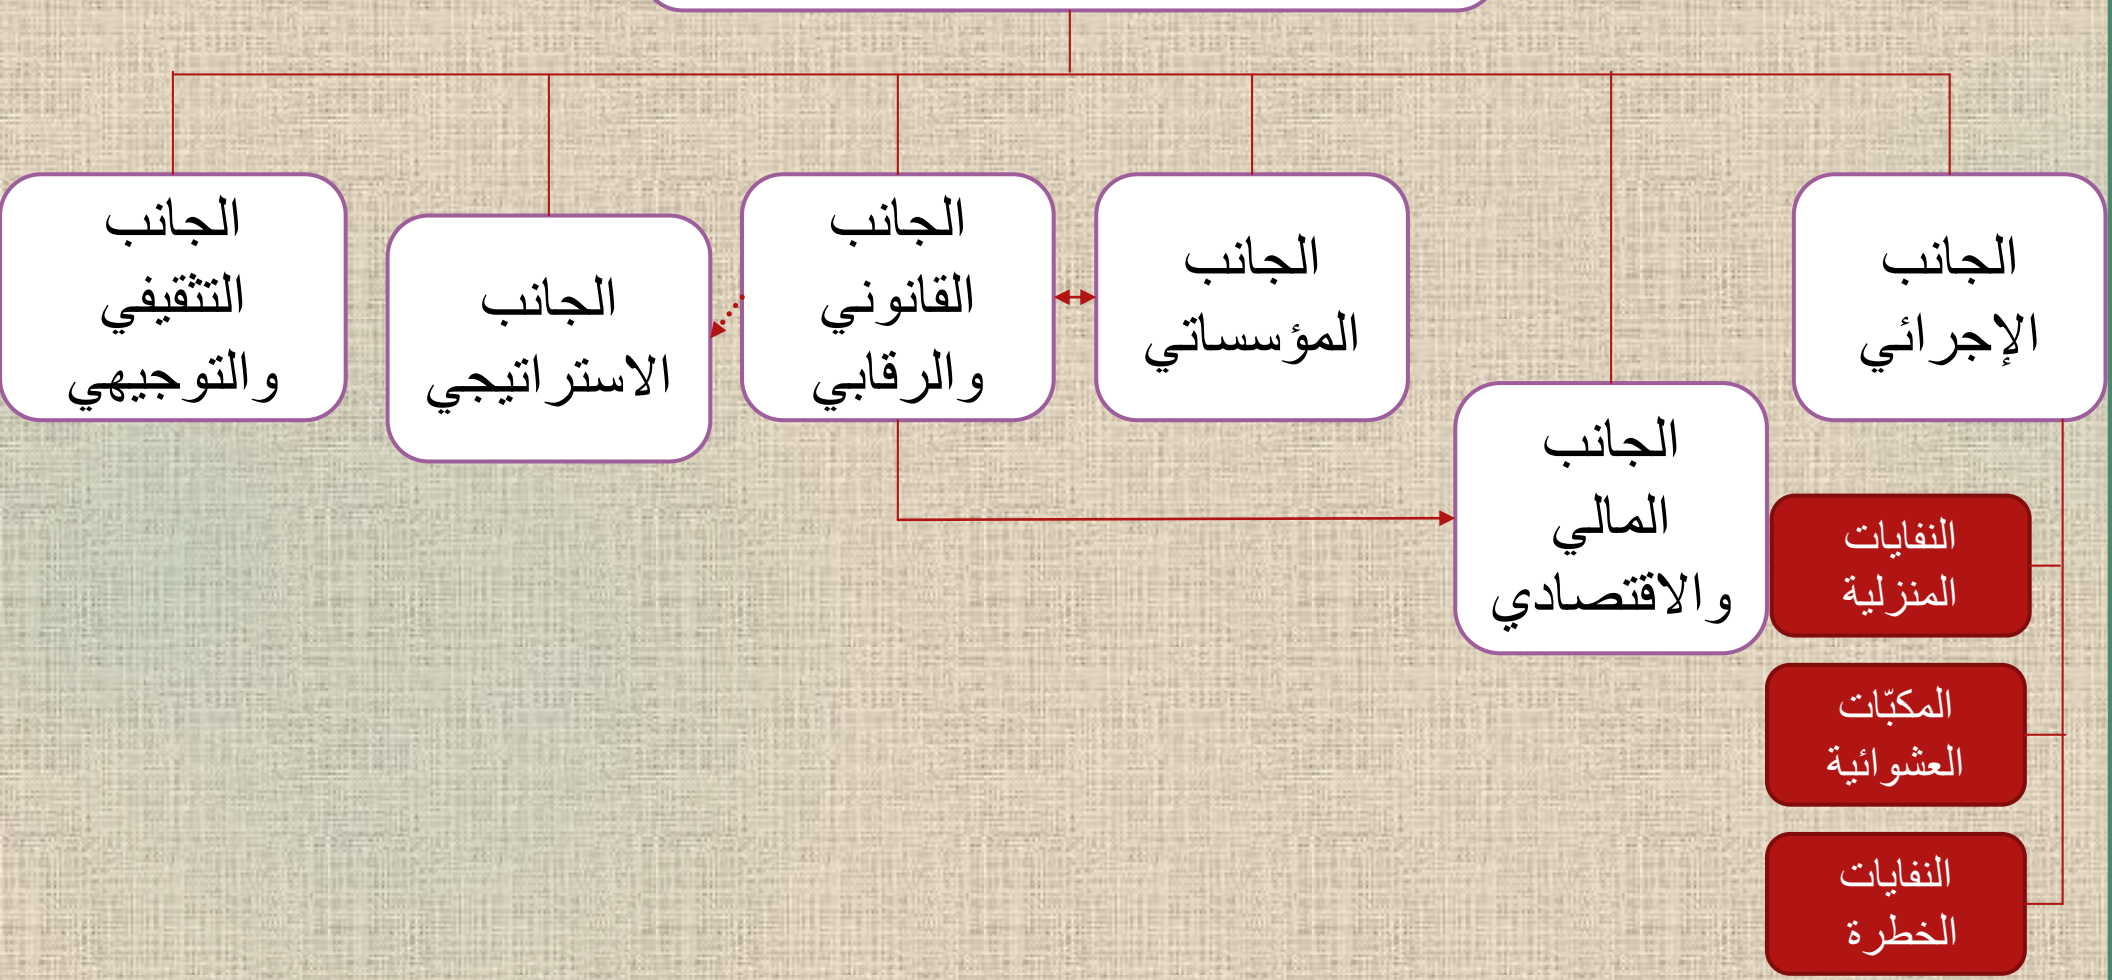 الجانب
الإجرائي
الجانب
المالي
والاقتصادي
الجانب
المؤسساتي
الجانب
القانوني
والرقابي
الجانب
الاستراتيجي
الجانب
التثقيفي
والتوجيهي
النفايات
المنزلية
المكبّات
العشوائية
النفايات
الخطرة